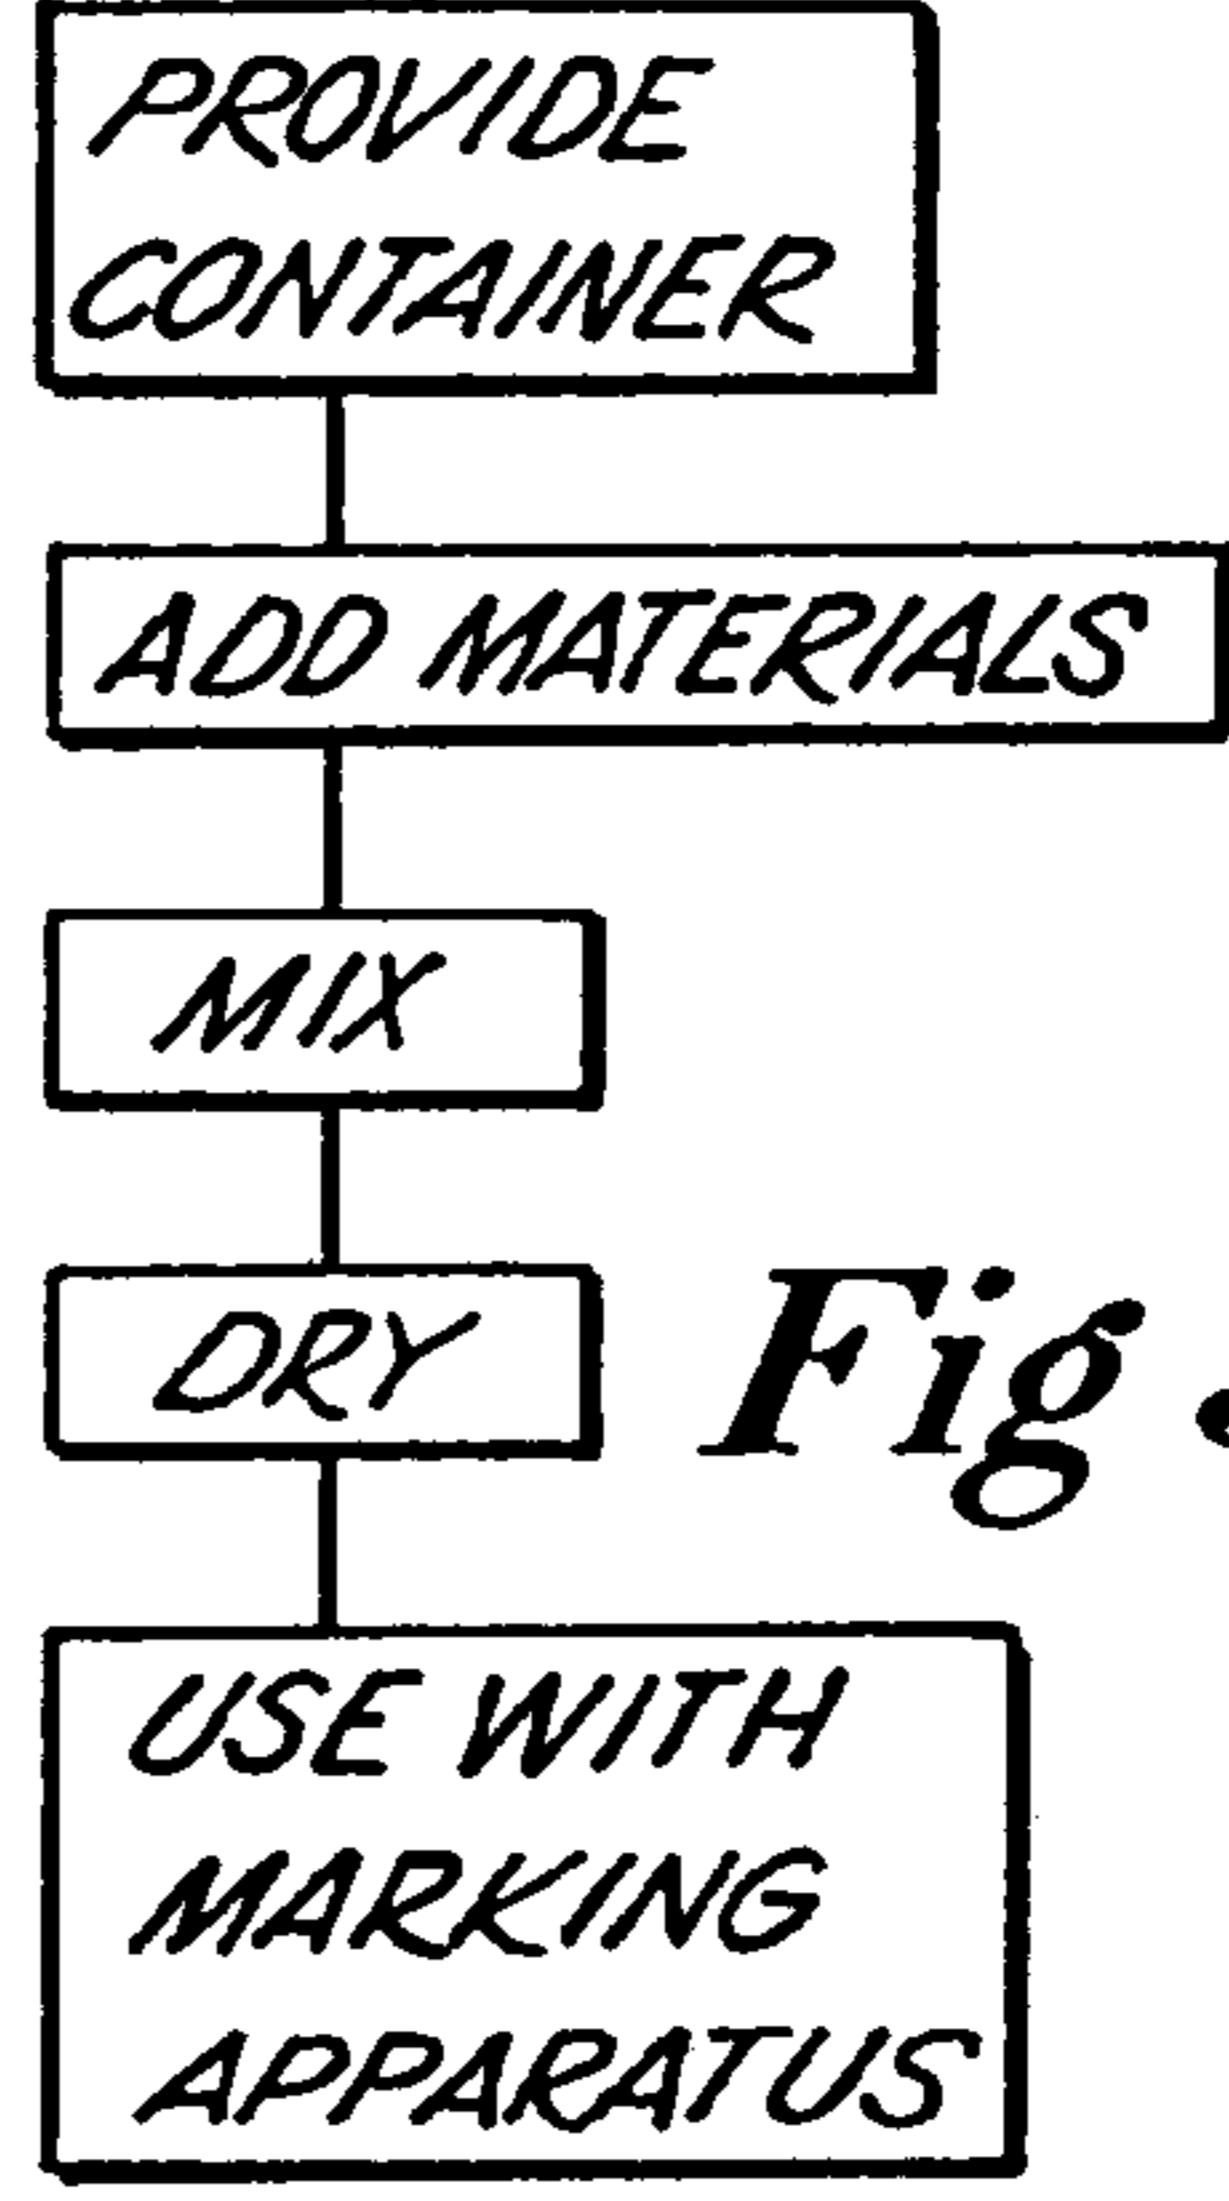 PROVIDE
CONTAINER
ADD MATERIALS
MIX
DRY
Fig.
USE WITH
MARKING
APPARATUS